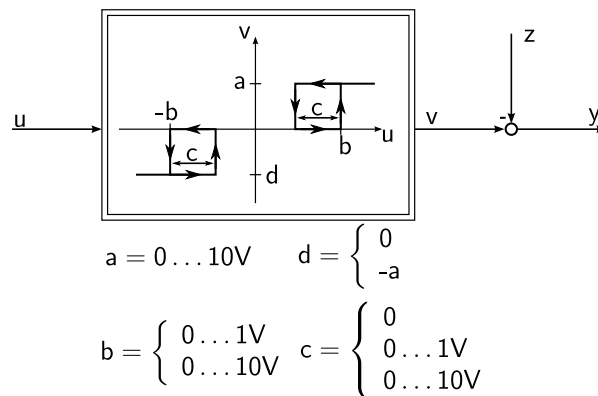 v
z
a
c
-b
-
u
u
v
y
b
c
d
a = 0 ... 10V
d = { 0
-a
b = { 0 ... 1V
0 ... 10V
c = { 0
0 ... 1V
0 ... 10V